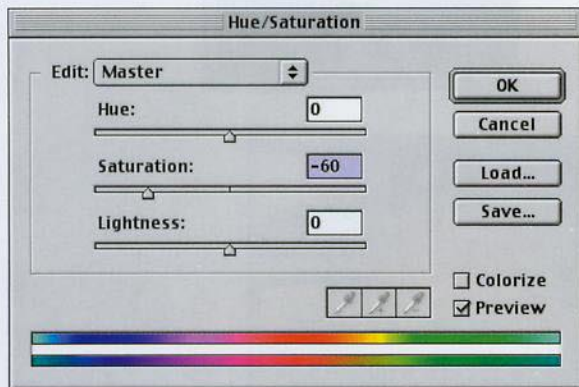 Hue/Saturation
Edit: Master
Hue: 0
Saturation: -60
Lightness: 0
OK
Cancel
Load...
Save...
Colorize
Preview